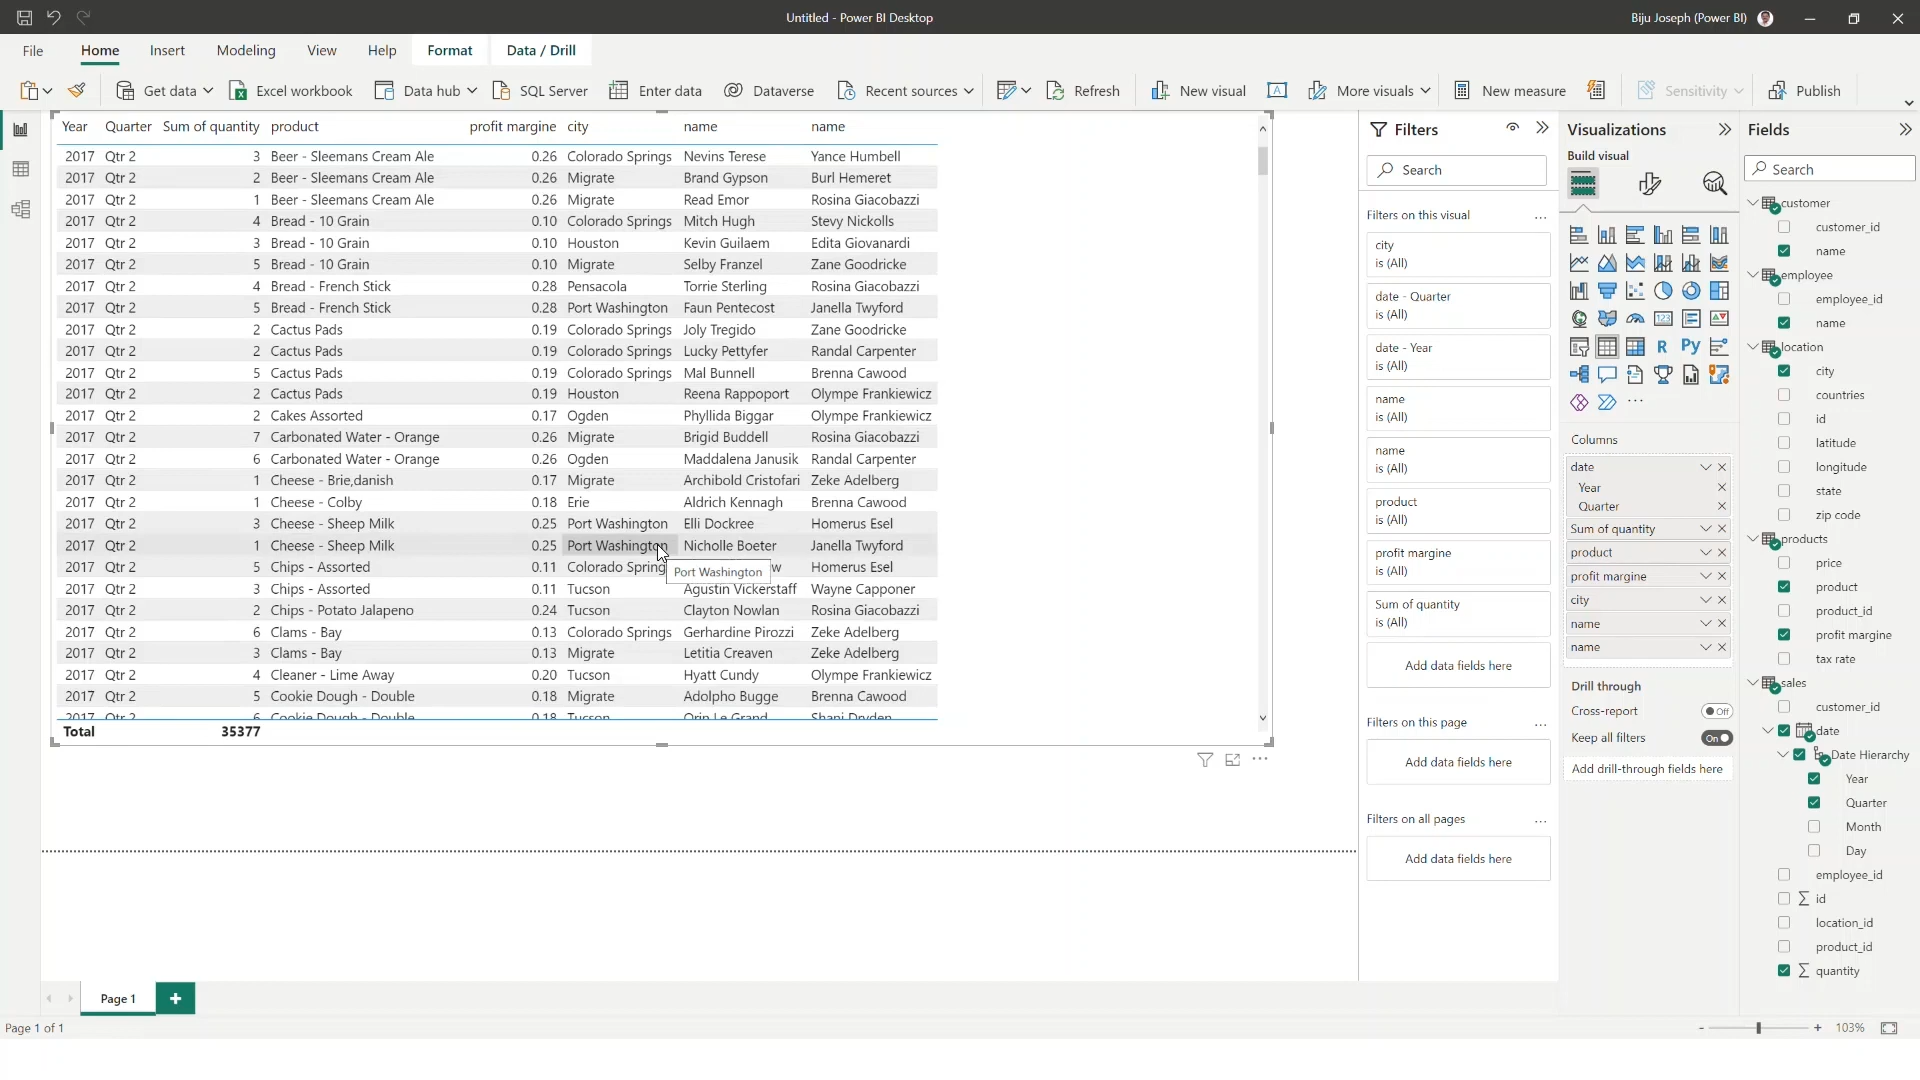 Untitled - Power BI Desktop
Biju Joseph (Power BI)
File Home Insert Modeling View Help Format Data / Drill
Get data Excel workbook Data hub SQL Server Enter data Dataverse Recent sources Refresh New visual A More visuals New measure Sensitivity Publish
Year Quarter Sum of quantity product profit margine city name name
2017 Qtr 2 3 Beer - Sleemans Cream Ale 0.26 Colorado Springs Nevins Terese Yance Humbell
2017 Qtr 2 2 Beer - Sleemans Cream Ale 0.26 Migrate Brand Gypson Burl Hemeret
2017 Qtr 2 1 Beer - Sleemans Cream Ale 0.26 Migrate Read Emor Rosina Giacobazzi
2017 Qtr 2 4 Bread - 10 Grain 0.10 Colorado Springs Mitch Hugh Stevy Nickolls
2017 Qtr 2 3 Bread - 10 Grain 0.10 Houston Kevin Guilaem Edita Giovanardi
2017 Qtr 2 5 Bread - 10 Grain 0.10 Migrate Selby Franzel Zane Goodricke
2017 Qtr 2 4 Bread - French Stick 0.28 Pensacola Torrie Sterling Rosina Giacobazzi
2017 Qtr 2 5 Bread - French Stick 0.28 Port Washington Faun Pentecost Janella Twyford
2017 Qtr 2 2 Cactus Pads 0.19 Colorado Springs Joly Tregido Zane Goodricke
2017 Qtr 2 2 Cactus Pads 0.19 Colorado Springs Lucky Pettyfer Randal Carpenter
2017 Qtr 2 5 Cactus Pads 0.19 Colorado Springs Mal Bunnell Brenna Cawood
2017 Qtr 2 2 Cactus Pads 0.19 Houston Reena Rappoport Olympe Frankiewicz
2017 Qtr 2 2 Cakes Assorted 0.17 Ogden Phyllida Biggar Olympe Frankiewicz
2017 Qtr 2 7 Carbonated Water - Orange 0.26 Migrate Brigid Buddell Rosina Giacobazzi
2017 Qtr 2 6 Carbonated Water - Orange 0.26 Ogden Maddalena Janusik Randal Carpenter
2017 Qtr 2 1 Cheese - Brie,danish 0.17 Migrate Archibold Cristofari Zeke Adelberg
2017 Qtr 2 1 Cheese - Colby 0.18 Erie Aldrich Kennagh Brenna Cawood
2017 Qtr 2 3 Cheese - Sheep Milk 0.25 Port Washington Elli Dockree Homerus Esel
2017 Qtr 2 1 Cheese - Sheep Milk 0.25 Port Washington Nicholle Boeter Janella Twyford
2017 Qtr 2 5 Chips - Assorted 0.11 Colorado Spring w Homerus Esel
Port Washington
2017 Qtr 2 3 Chips - Assorted 0.11 Tucson Agustin Vickerstaff Wayne Capponer
2017 Qtr 2 2 Chips - Potato Jalapeno 0.24 Tucson Clayton Nowlan Rosina Giacobazzi
2017 Qtr 2 6 Clams - Bay 0.13 Colorado Springs Gerhardine Pirozzi Zeke Adelberg
2017 Qtr 2 3 Clams - Bay 0.13 Migrate Letitia Creaven Zeke Adelberg
2017 Qtr 2 4 Cleaner - Lime Away 0.20 Tucson Hyatt Cundy Olympe Frankiewicz
2017 Qtr 2 5 Cookie Dough - Double 0.18 Migrate Adolpho Bugge Brenna Cawood
2017 Qtr 2 6 Cookie Dough - Double 0.18 Tucson Orin Le Grand Shani Dryden
Total 35377
Filters
Search
Filters on this visual ...
city
is (All)
date - Quarter
is (All)
date - Year
is (All)
name
is (All)
name
is (All)
product
is (All)
profit margine
is (All)
Sum of quantity
is (All)
Add data fields here
Filters on this page ...
Add data fields here
Filters on all pages ...
Add data fields here
Visualizations
Build visual
123
R Py
...
Columns
date
Year
Quarter
Sum of quantity
product
profit margine
city
name
name
Drill through
Cross-report Off
Keep all filters On
Add drill-through fields here
Fields
Search
customer
customer_id
name
employee
employee_id
name
location
city
countries
id
latitude
longitude
state
zip code
products
price
product
product_id
profit margine
tax rate
sales
customer_id
date
Date Hierarchy
Year
Quarter
Month
Day
employee_id
Σ id
location_id
product_id
Σ quantity
Page 1 +
Page 1 of 1
- + 103%